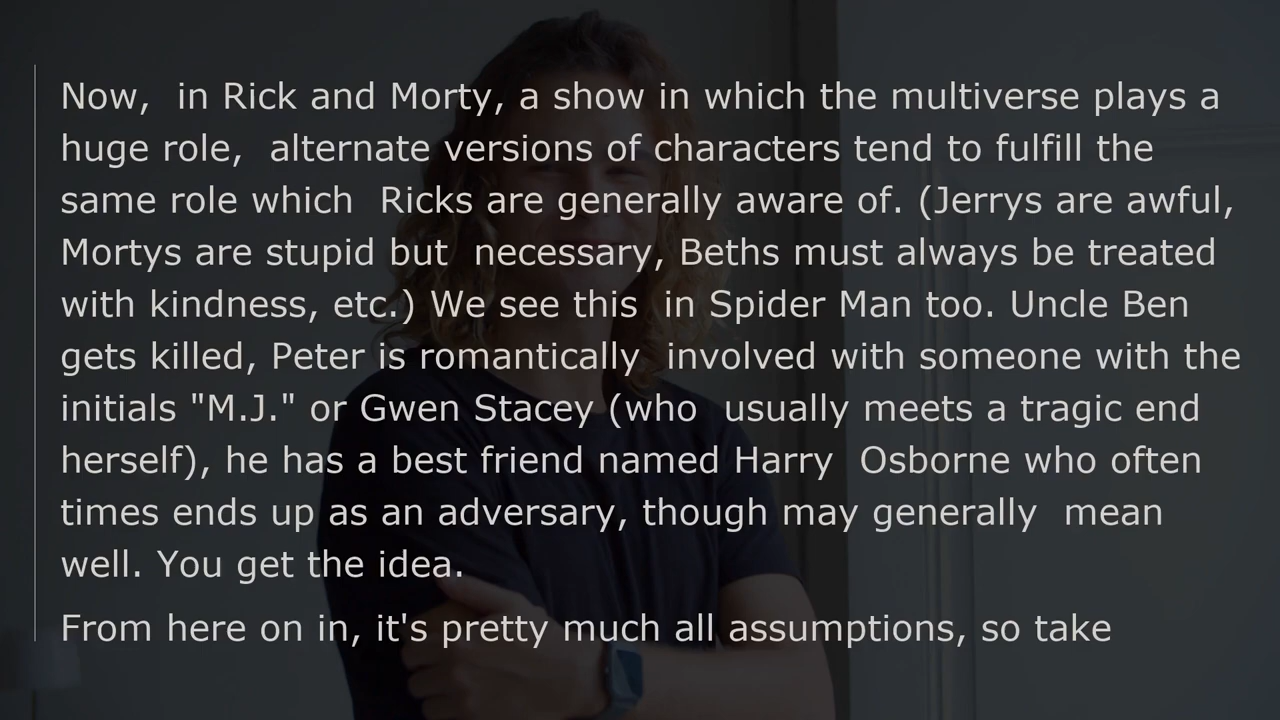 Now,  in Rick and Morty, a show in which the multiverse plays a
huge role,  alternate versions of characters tend to fulfill the
same role which  Ricks are generally aware of. (Jerrys are awful,
Mortys are stupid but  necessary, Beths must always be treated
with kindness, etc.) We see this  in Spider Man too. Uncle Ben
gets killed, Peter is romantically  involved with someone with the
initials "M.J." or Gwen Stacey (who  usually meets a tragic end
herself), he has a best friend named Harry  Osborne who often
times ends up as an adversary, though may generally  mean
well. You get the idea.
From here on in, it's pretty much all assumptions, so take